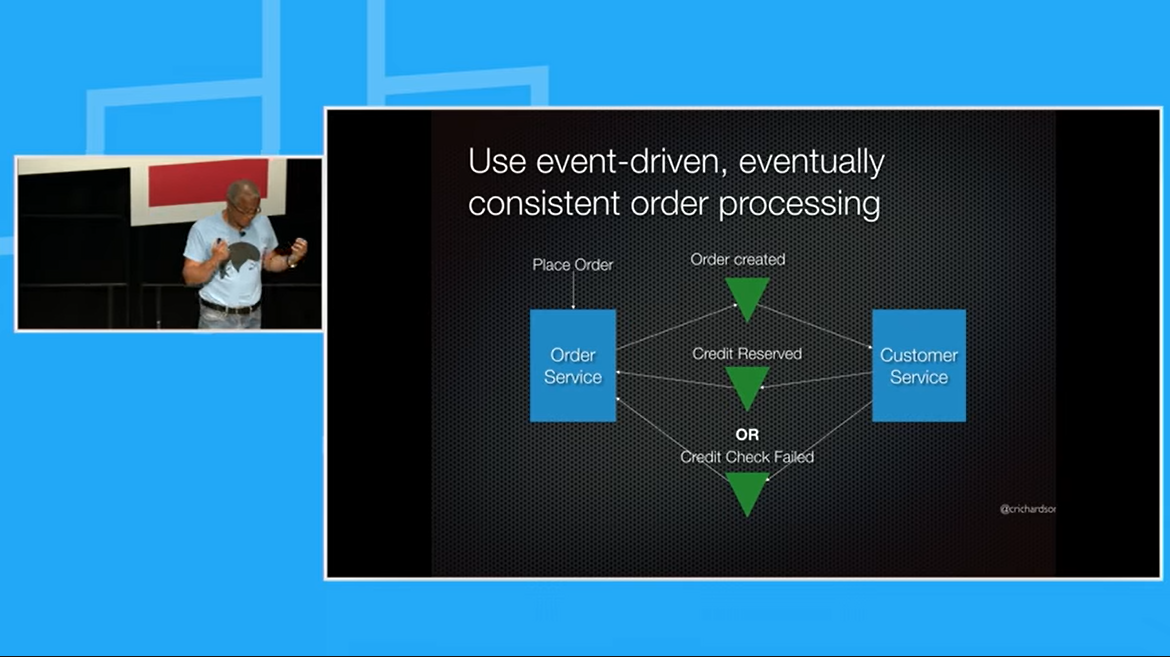 Use event-driven, eventually
consistent order processing
Place Order
Order created
Order
Service
Credit Reserved
Customer
Service
OR
Credit Check Failed
@crichardson